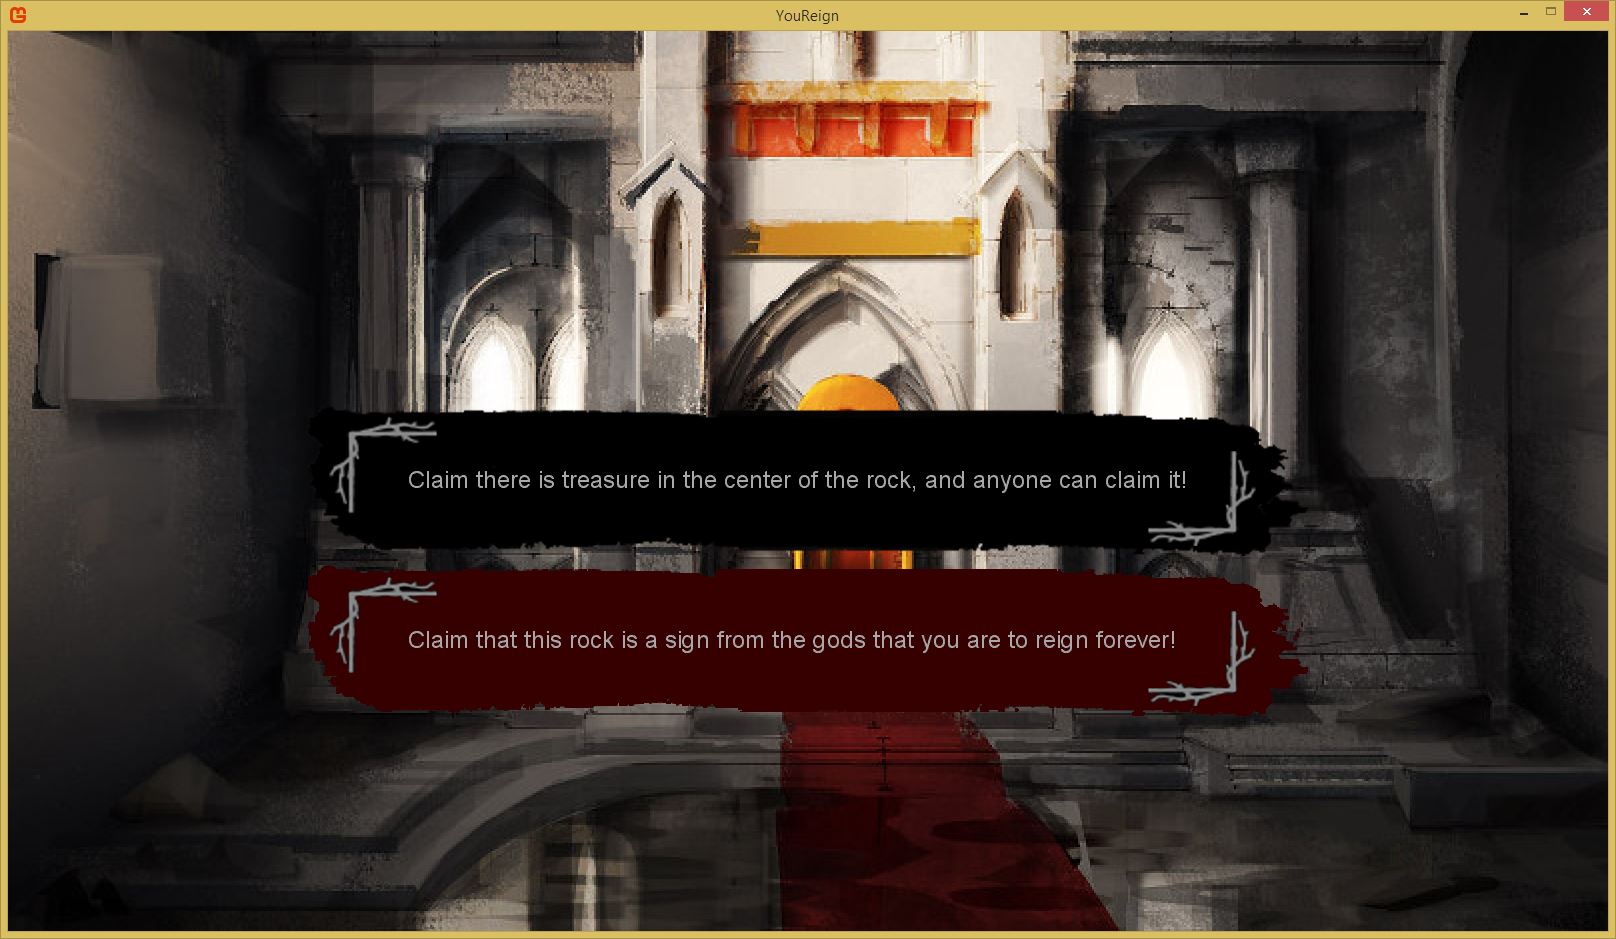 YouReign
Claim there is treasure in the center of the rock, and anyone can claim it!
Claim that this rock is a sign from the gods that you are to reign forever!